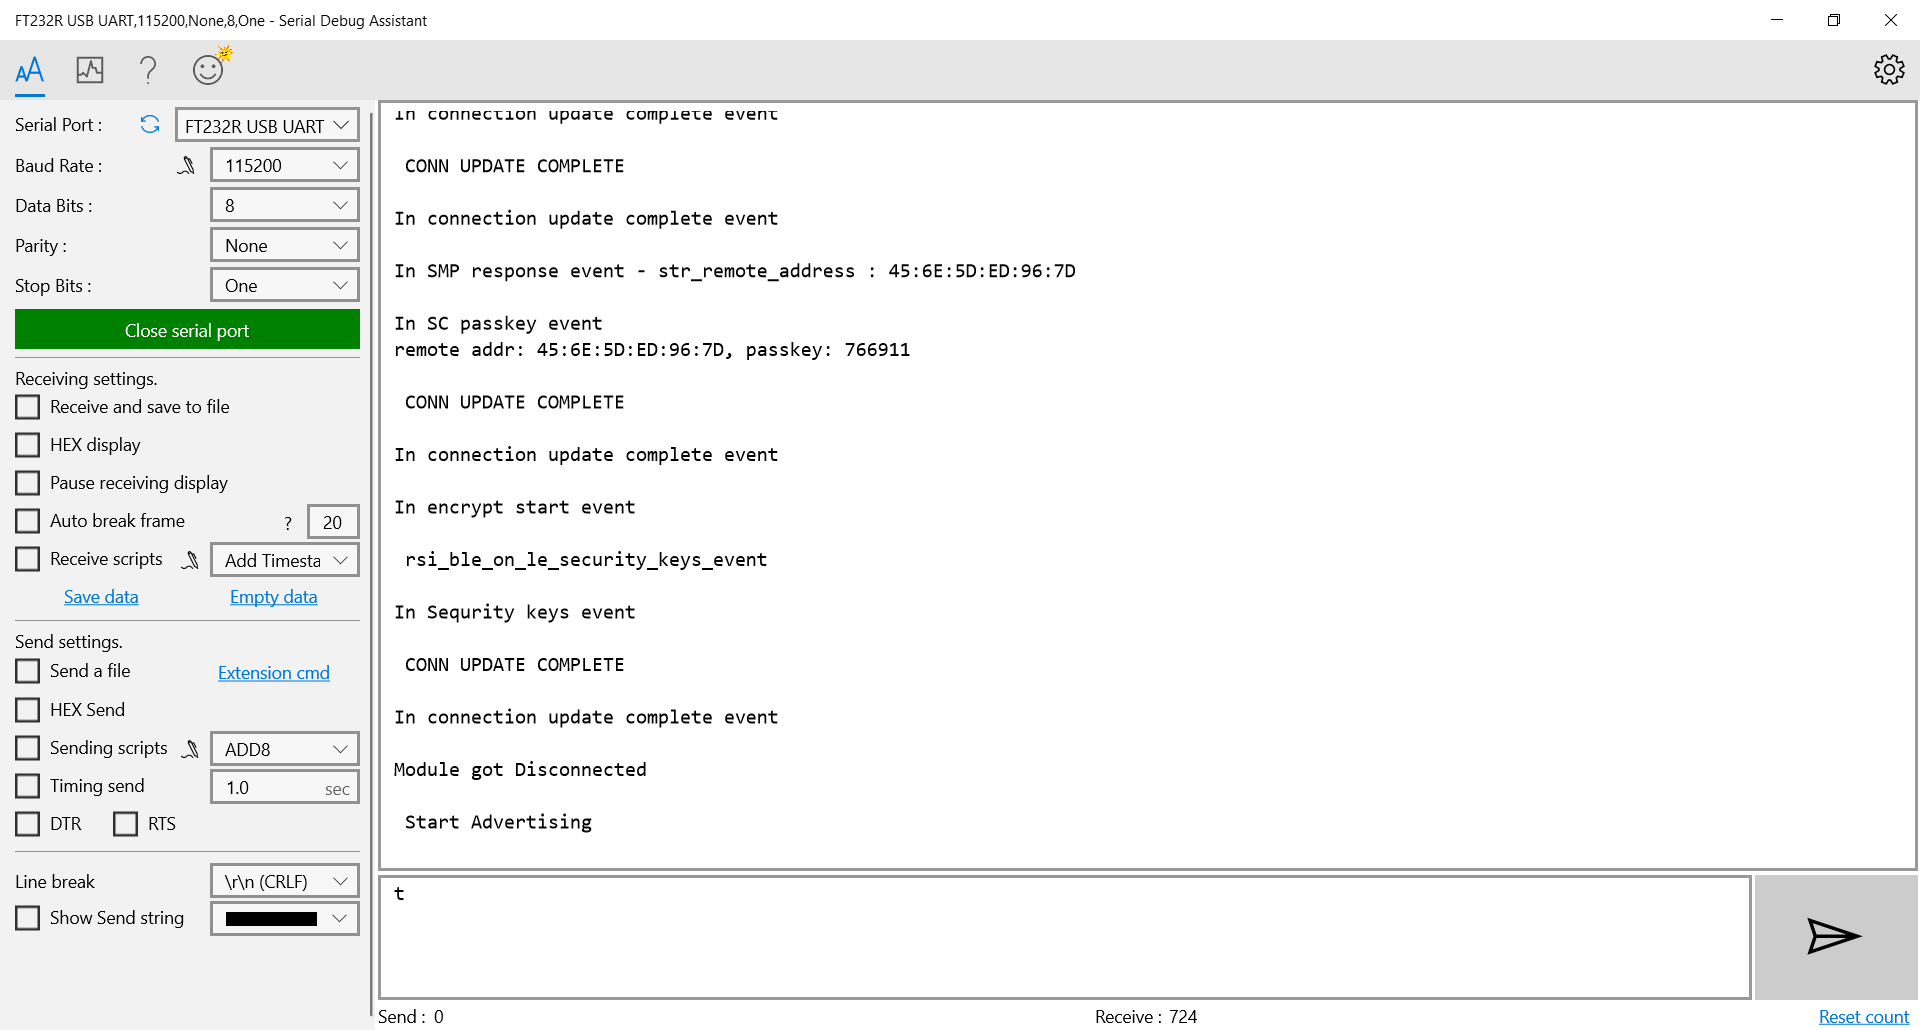 FT232R USB UART,115200,None,8,One - Serial Debug Assistant
Serial Port :
FT232R USB UART
Baud Rate :
115200
Data Bits :
8
Parity :
None
Stop Bits :
One
Close serial port
Receiving settings.
Receive and save to file
HEX display
Pause receiving display
Auto break frame ? 20
Receive scripts Add Timesta
Save data Empty data
Send settings.
Send a file Extension cmd
HEX Send
Sending scripts ADD8
Timing send 1.0 sec
DTR RTS
Line break \r\n (CRLF)
Show Send string
In connection update complete event
CONN UPDATE COMPLETE
In connection update complete event
In SMP response event - str_remote_address : 45:6E:5D:ED:96:7D
In SC passkey event
remote addr: 45:6E:5D:ED:96:7D, passkey: 766911
CONN UPDATE COMPLETE
In connection update complete event
In encrypt start event
rsi_ble_on_le_security_keys_event
In Sequrity keys event
CONN UPDATE COMPLETE
In connection update complete event
Module got Disconnected
Start Advertising
t
Send : 0 Receive : 724 Reset count